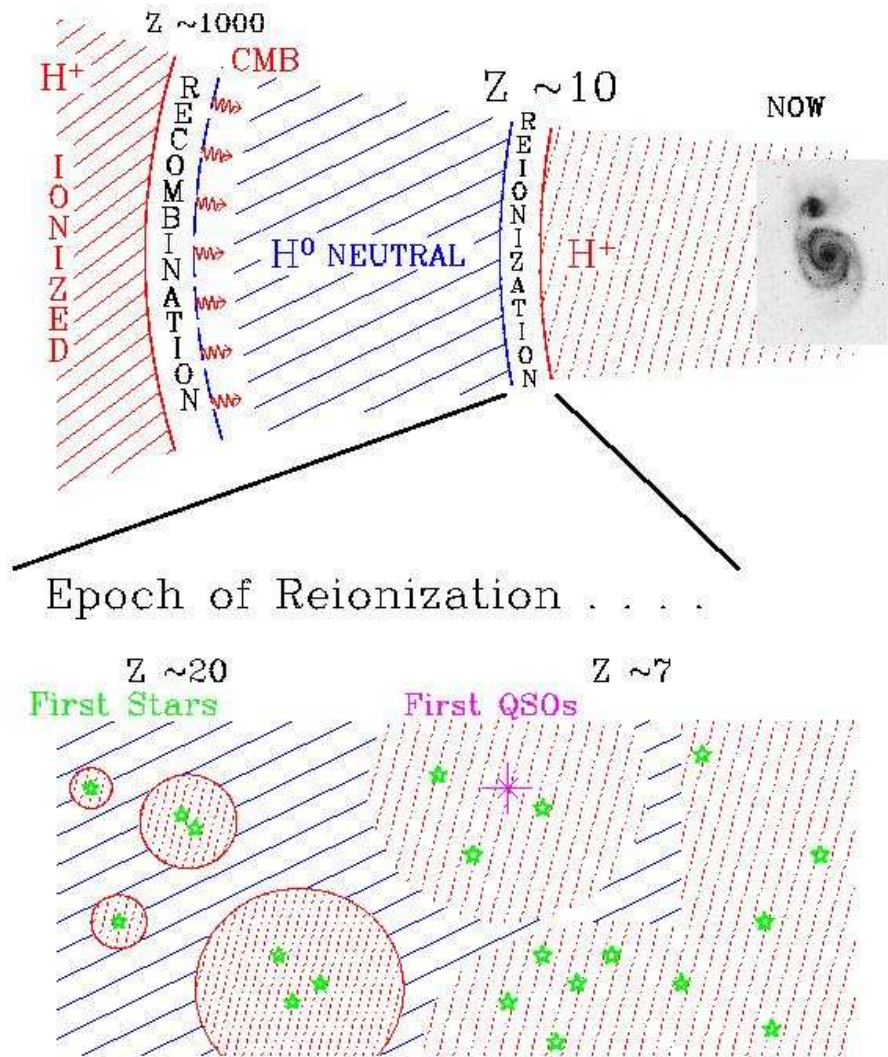 Z ~1000
H+
CMB
IONIZED
RECOMBINATION
H⁰ NEUTRAL
Z ~10
REIONIZATION
H+
NOW
Epoch of Reionization . . . .
Z ~20
First Stars
Z ~7
First QSOs